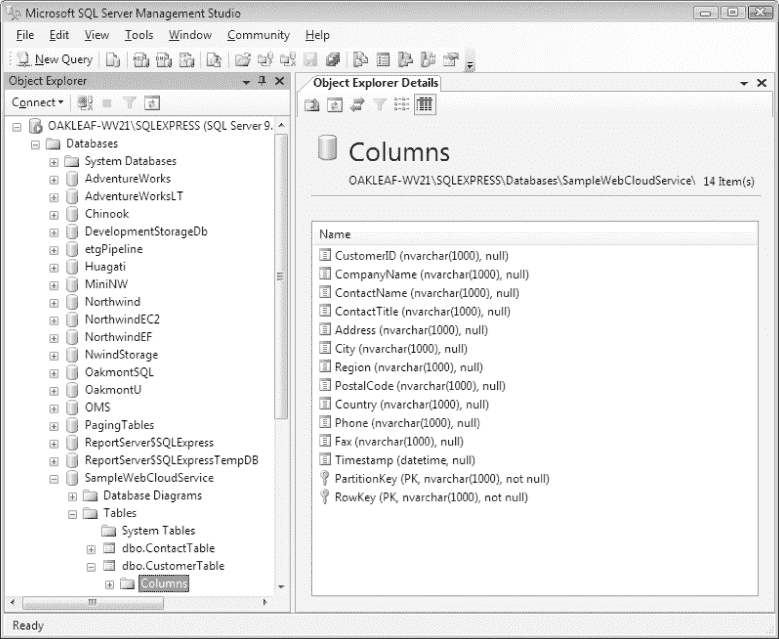 Microsoft SQL Server Management Studio
File Edit View Tools Window Community Help
New Query
Object Explorer
Connect
OAKLEAF-WV21\SQLEXPRESS (SQL Server 9.
Databases
System Databases
AdventureWorks
AdventureWorksLT
Chinook
DevelopmentStorageDb
etgPipeline
Huagati
MiniNW
Northwind
NorthwindEC2
NorthwindEF
NwindStorage
OakmontSQL
OakmontU
OMS
PagingTables
ReportServer$SQLExpress
ReportServer$SQLExpressTempDB
SampleWebCloudService
Database Diagrams
Tables
System Tables
dbo.ContactTable
dbo.CustomerTable
Columns
Object Explorer Details
Columns
OAKLEAF-WV21\SQLEXPRESS\Databases\SampleWebCloudService\ 14 Item(s)
Name
CustomerID (nvarchar(1000), null)
CompanyName (nvarchar(1000), null)
ContactName (nvarchar(1000), null)
ContactTitle (nvarchar(1000), null)
Address (nvarchar(1000), null)
City (nvarchar(1000), null)
Region (nvarchar(1000), null)
PostalCode (nvarchar(1000), null)
Country (nvarchar(1000), null)
Phone (nvarchar(1000), null)
Fax (nvarchar(1000), null)
Timestamp (datetime, null)
PartitionKey (PK, nvarchar(1000), not null)
RowKey (PK, nvarchar(1000), not null)
Ready